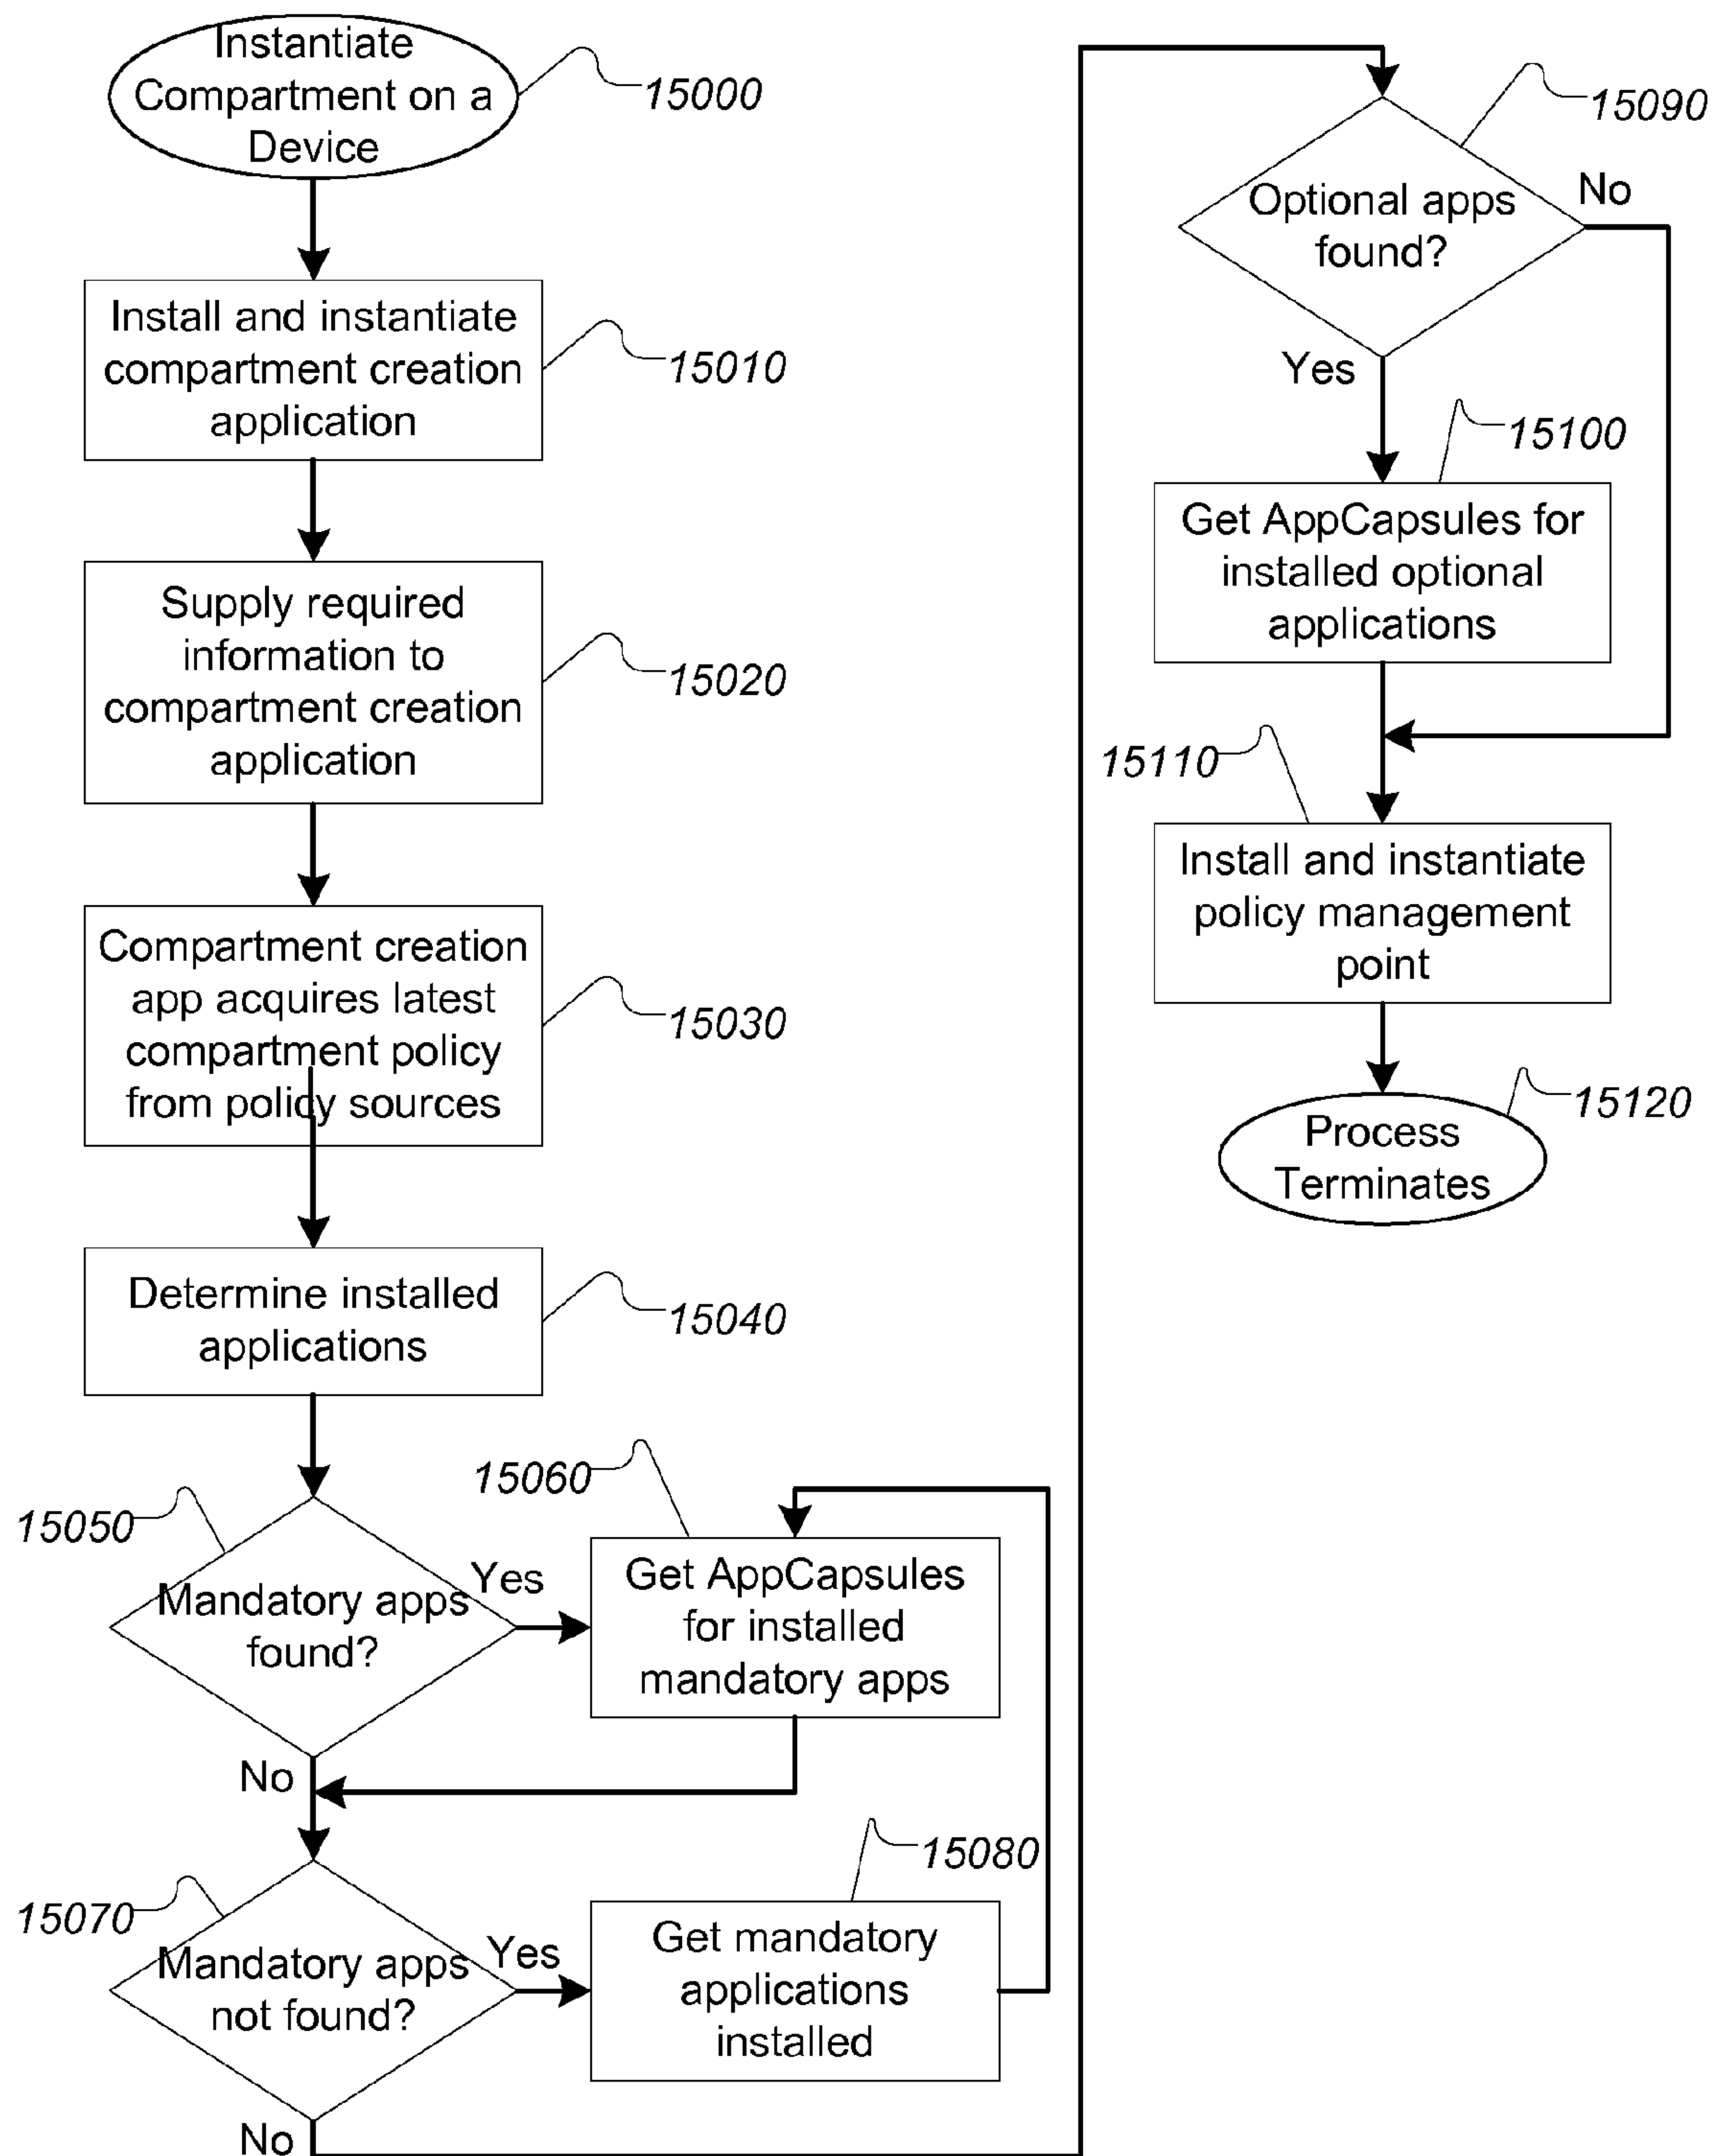 Instantiate
Compartment on a
Device
15000
Install and instantiate
compartment creation
application
15010
Supply required
information to
compartment creation
application
15020
Compartment creation
app acquires latest
compartment policy
from policy sources
15030
Determine installed
applications
15040
15050
Mandatory apps
found?
Yes
No
15060
Get AppCapsules
for installed
mandatory apps
15070
Mandatory apps
not found?
Yes
No
15080
Get mandatory
applications
installed
15090
Optional apps
found?
No
Yes
15100
Get AppCapsules for
installed optional
applications
15110
Install and instantiate
policy management
point
15120
Process
Terminates